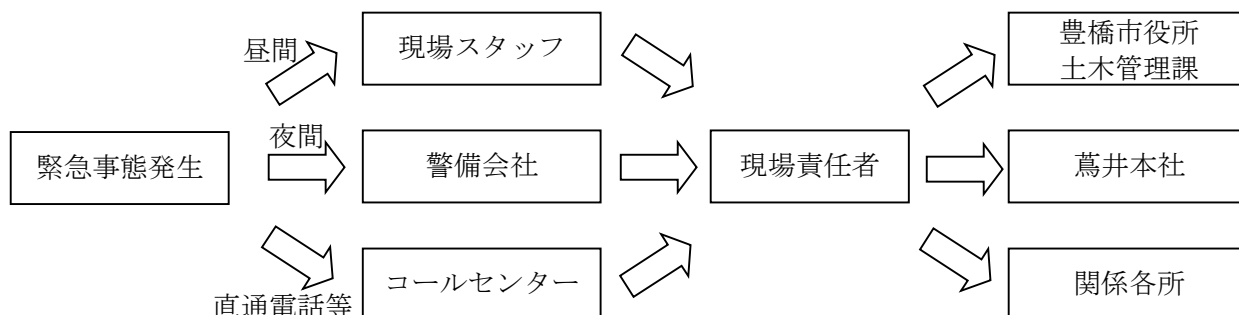 昼間
現場スタッフ
豊橋市役所
土木管理課
夜間
緊急事態発生
警備会社
現場責任者
蔦井本社
コールセンター
関係各所
直通電話等